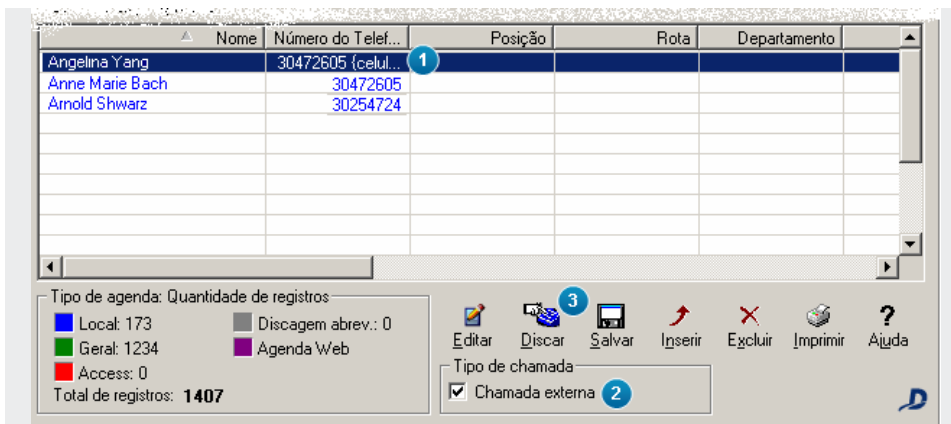 Nome Número do Telef... Posição Rota Departamento
Angelina Yang 30472605 {celul... 1
Anne Marie Bach 30472605
Arnold Shwarz 30254724
Tipo de agenda: Quantidade de registros
Local: 173 Discagem abrev.: 0
Geral: 1234 Agenda Web
Access: 0
Total de registros: 1407
3
Editar Discar Salvar Inserir Excluir Imprimir Ajuda
Tipo de chamada
Chamada externa 2